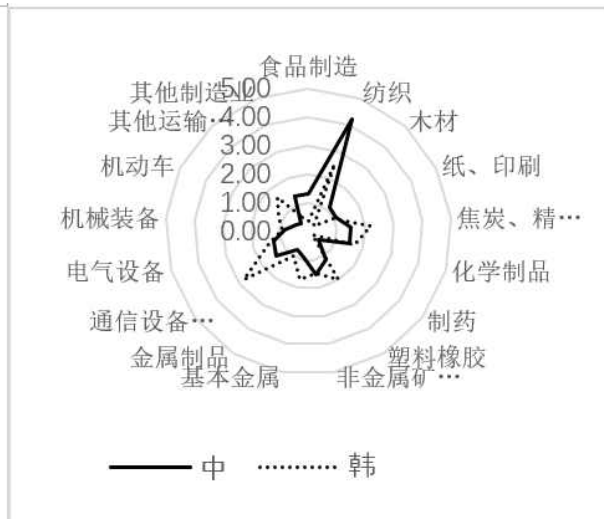 食品制造
纺织
木材
纸、印刷
焦炭、精…
化学制品
制药
塑料橡胶
非金属矿…
基本金属
金属制品
通信设备…
电气设备
机械装备
机动车
其他运输…
其他制造业
5.00
4.00
3.00
2.00
1.00
0.00
中
韩